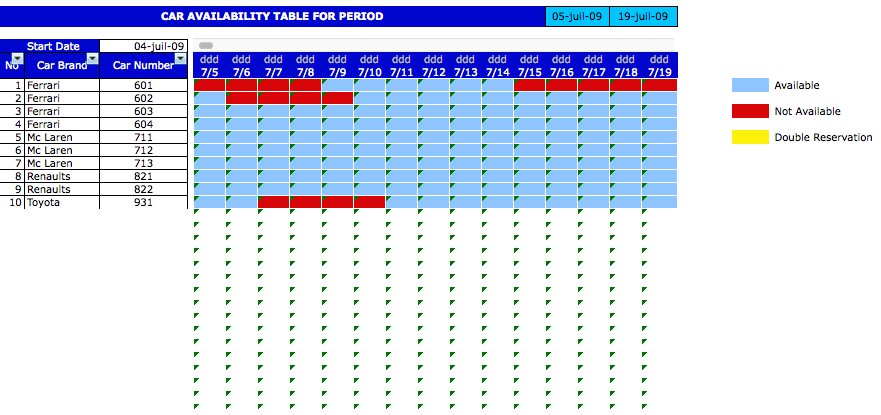 CAR AVAILABILITY TABLE FOR PERIOD 05-juil-09 19-juil-09
Start Date 04-juil-09
ddd ddd ddd ddd ddd ddd ddd ddd ddd ddd ddd ddd ddd ddd ddd
No Car Brand Car Number 7/5 7/6 7/7 7/8 7/9 7/10 7/11 7/12 7/13 7/14 7/15 7/16 7/17 7/18 7/19
1 Ferrari 601 Available
2 Ferrari 602
3 Ferrari 603 Not Available
4 Ferrari 604
5 Mc Laren 711 Double Reservation
6 Mc Laren 712
7 Mc Laren 713
8 Renaults 821
9 Renaults 822
10 Toyota 931